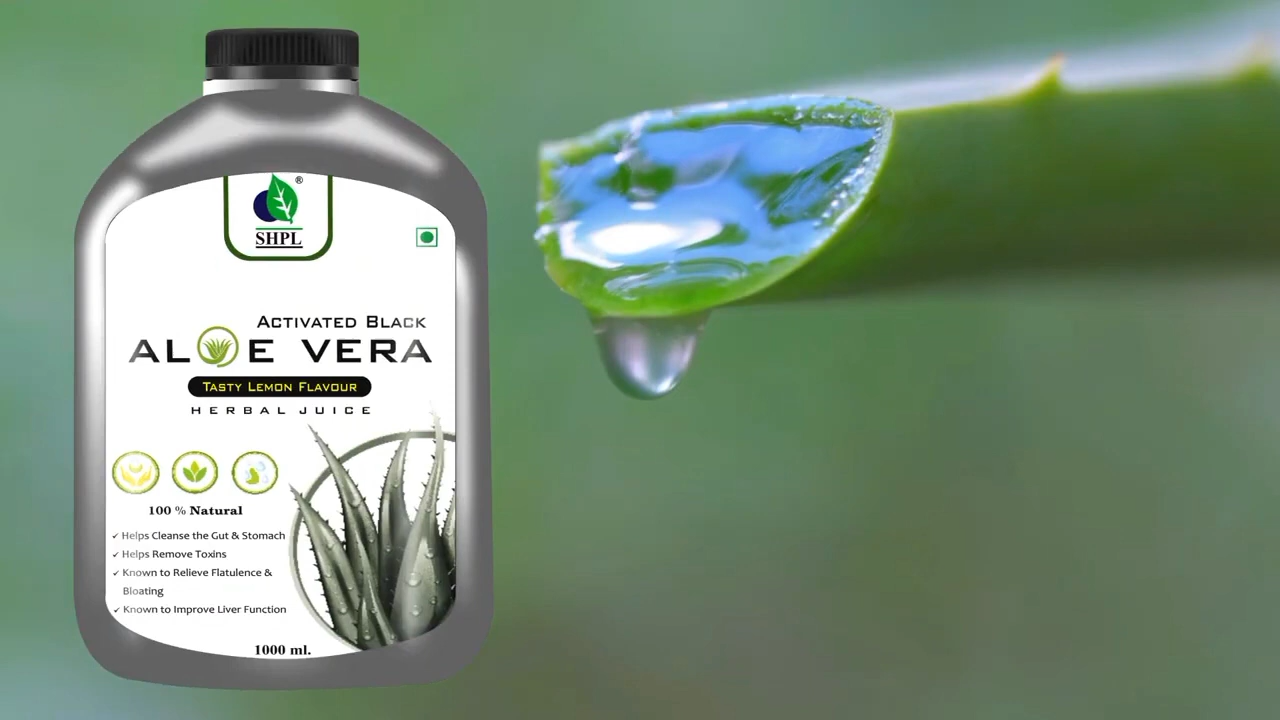 ®
SHPL
ACTIVATED BLACK
ALOE VERA
TASTY LEMON FLAVOUR
HERBAL JUICE
100 % Natural
✓ Helps Cleanse the Gut & Stomach
✓ Helps Remove Toxins
✓ Known to Relieve Flatulence &
Bloating
✓ Known to Improve Liver Function
1000 ml.